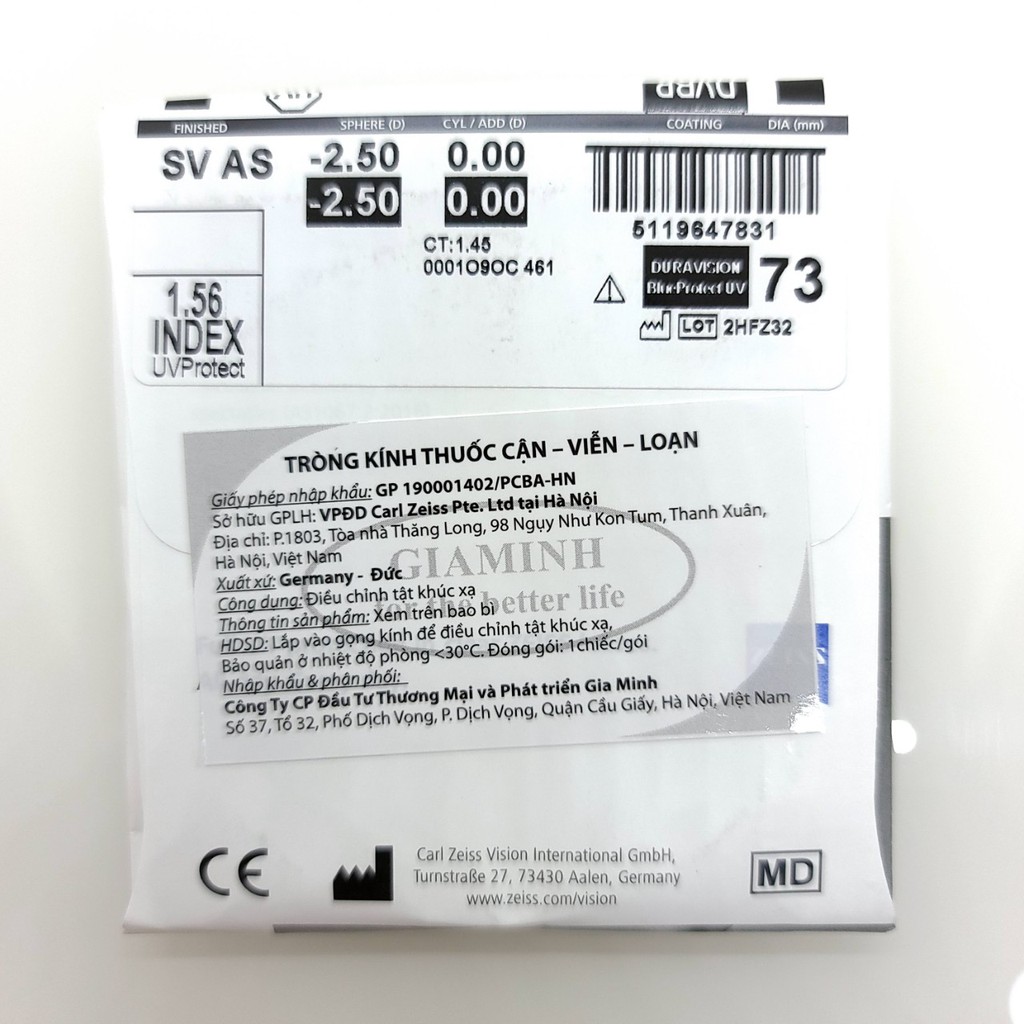 DVBP
FINISHED SPHERE (D) CYL / ADD (D) COATING DIA (mm)
SV AS -2.50 0.00
-2.50 0.00
5119647831
CT:1.45
0001O9OC 461
DURAVISION
BlueProtect UV
73
LOT 2HFZ32
1.56
INDEX
UVProtect
TRÒNG KÍNH THUỐC CẬN – VIỄN – LOẠN
Giấy phép nhập khẩu: GP 190001402/PCBA-HN
Sở hữu GPLH: VPĐD Carl Zeiss Pte. Ltd tại Hà Nội
Địa chỉ: P.1803, Tòa nhà Thăng Long, 98 Ngụy Như Kon Tum, Thanh Xuân,
Hà Nội, Việt Nam
Xuất xứ: Germany - Đức
Công dụng: Điều chỉnh tật khúc xạ
Thông tin sản phẩm: Xem trên bao bì
HDSD: Lắp vào gọng kính để điều chỉnh tật khúc xạ,
Bảo quản ở nhiệt độ phòng <30°C. Đóng gói: 1chiếc/gói
Nhập khẩu & phân phối:
Công Ty CP Đầu Tư Thương Mại và Phát triển Gia Minh
Số 37, Tổ 32, Phố Dịch Vọng, P. Dịch Vọng, Quận Cầu Giấy, Hà Nội, Việt Nam
GIAMINH
for the better life
CE
Carl Zeiss Vision International GmbH,
Turnstraße 27, 73430 Aalen, Germany
www.zeiss.com/vision
MD